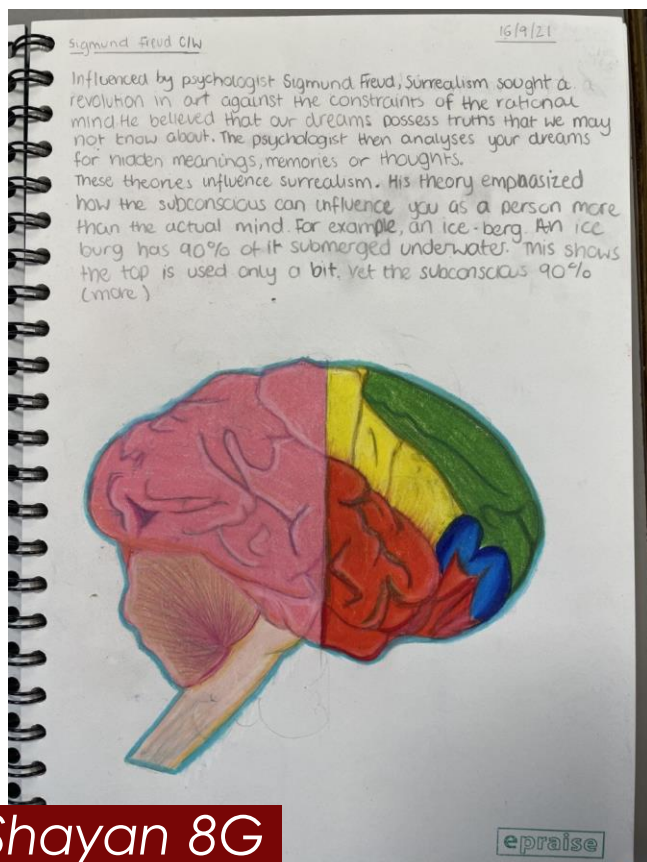 Sigmund Freud C/W
16/9/21
Influenced by psychologist Sigmund Freud, Surrealism sought a
revolution in art against the constraints of the rational
mind. He believed that our dreams possess truths that we may
not know about. The psychologist then analyses your dreams
for hidden meanings, memories or thoughts.
These theories influence surrealism. His theory emphasized
how the subconscious can influence you as a person more
than the actual mind. For example, an ice-berg. An ice
burg has 90% of it submerged underwater. This shows
the top is used only a bit. Yet the subconscious 90%
(more)
Shayan 8G
epraise